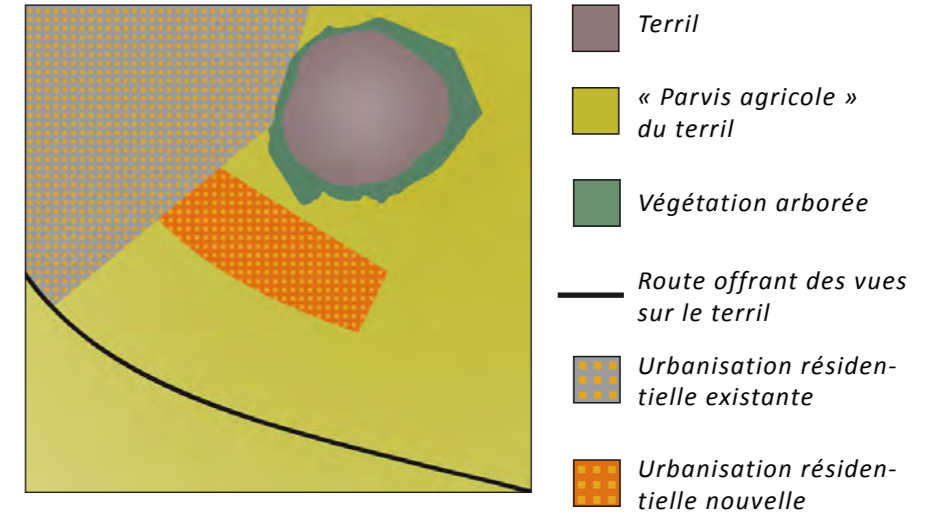 Terril
« Parvis agricole »
du terril
Végétation arborée
Route offrant des vues
sur le terril
Urbanisation résiden-
tielle existante
Urbanisation résiden-
tielle nouvelle